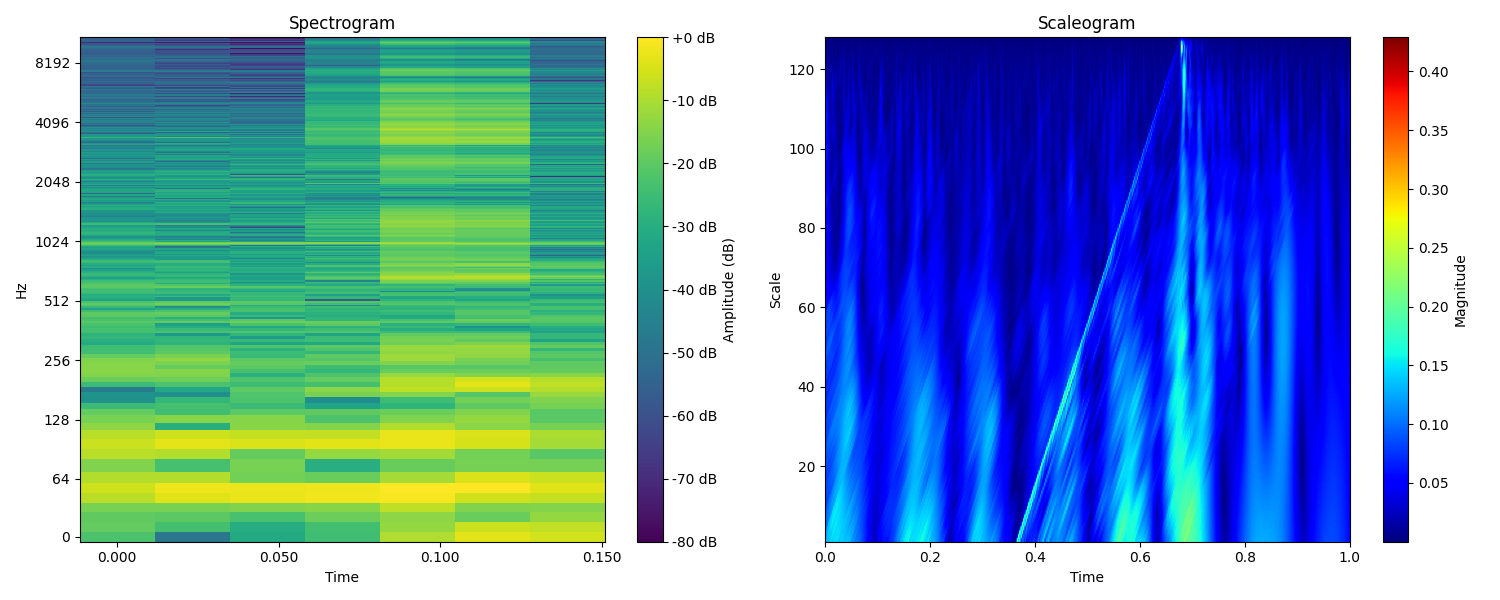 Spectrogram
8192
4096
2048
1024
512
256
128
64
0
Hz
0.000
0.050
0.100
0.150
Time
+0 dB
-10 dB
-20 dB
-30 dB
-40 dB
-50 dB
-60 dB
-70 dB
-80 dB
Amplitude (dB)
Scaleogram
120
100
80
60
40
20
Scale
0.0
0.2
0.4
0.6
0.8
1.0
Time
0.40
0.35
0.30
0.25
0.20
0.15
0.10
0.05
Magnitude